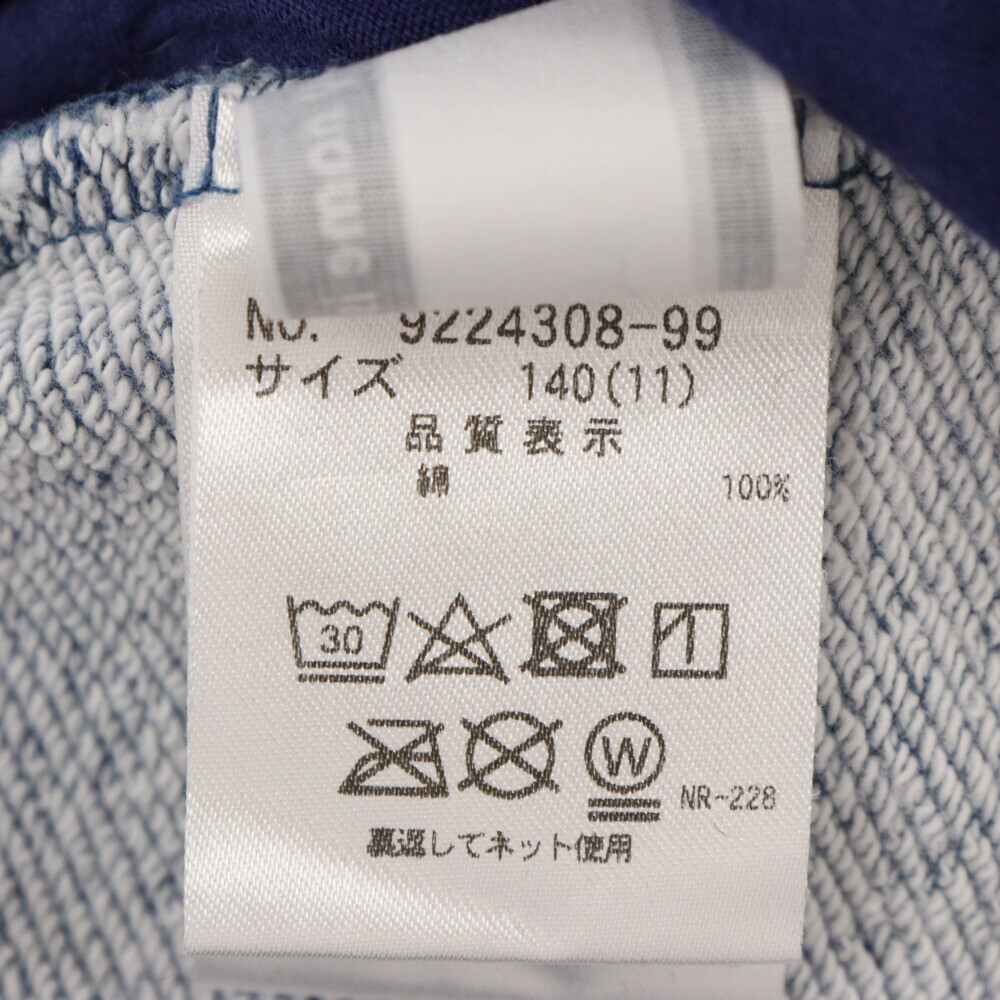 No. 9224308-99
サイズ 140(11)
品質表示
綿 100%
30
W NR-228
裏返してネット使用